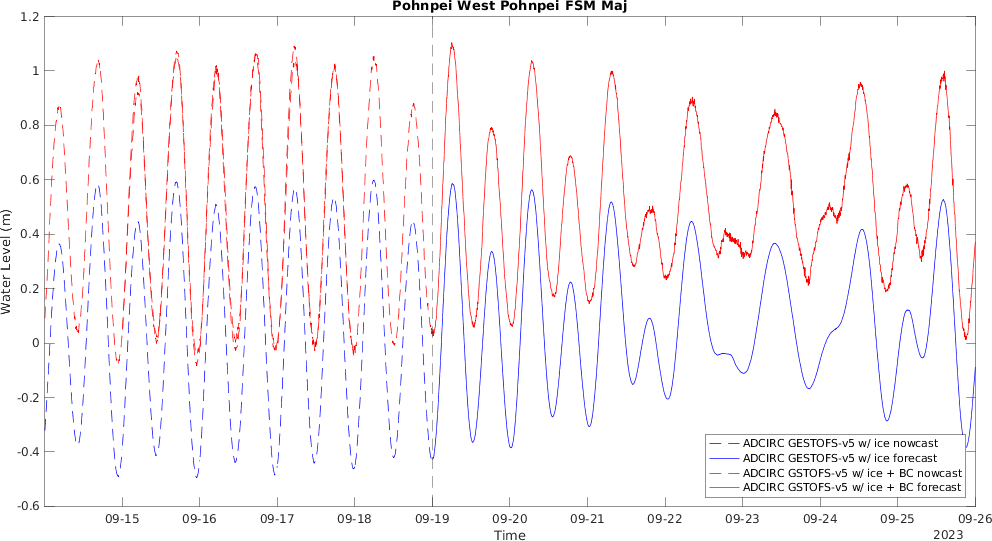 Pohnpei West Pohnpei FSM Maj
Water Level (m)
1.2
1
0.8
0.6
0.4
0.2
0
-0.2
-0.4
-0.6
09-15 09-16 09-17 09-18 09-19 09-20 09-21 09-22 09-23 09-24 09-25 09-26
Time
2023
ADCIRC GESTOFS-v5 w/ ice nowcast
ADCIRC GESTOFS-v5 w/ ice forecast
ADCIRC GSTOFS-v5 w/ ice + BC nowcast
ADCIRC GSTOFS-v5 w/ ice + BC forecast